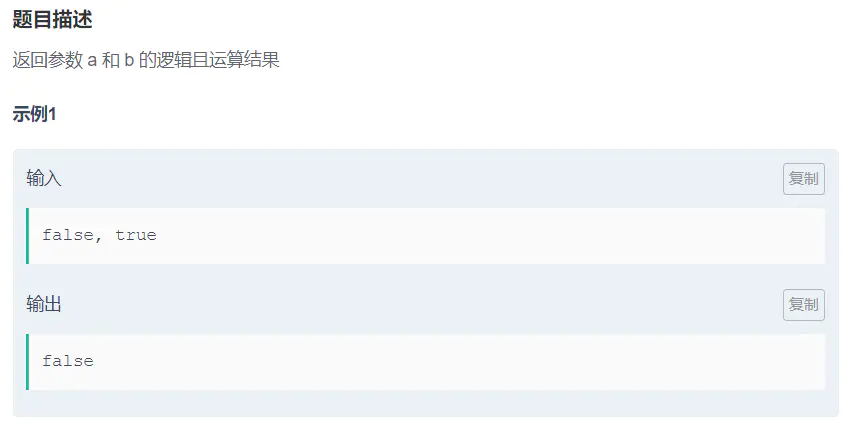 题目描述
返回参数 a 和 b 的逻辑且运算结果
示例1
输入
复制
false, true
输出
复制
false